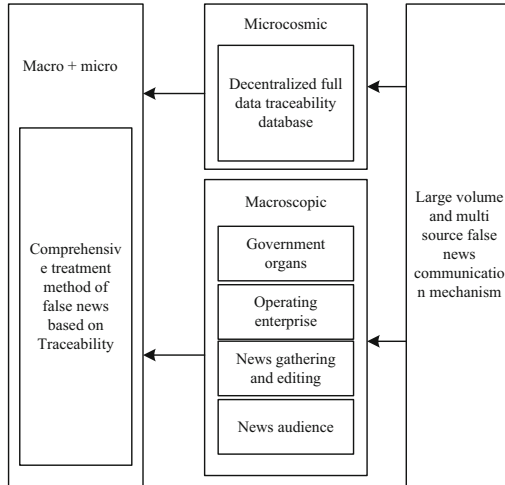 Macro + micro
Comprehensiv
e treatment
method of
false news
based on
Traceability
Microcosmic
Decentralized full
data traceability
database
Macroscopic
Government
organs
Operating
enterprise
News gathering
and editing
News audience
Large volume
and multi
source false
news
communicatio
n mechanism